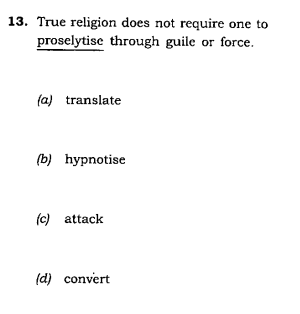 13. True religion does not require one to
proselytise through guile or force.
(a) translate
(b) hypnotise
(c) attack
(d) convert